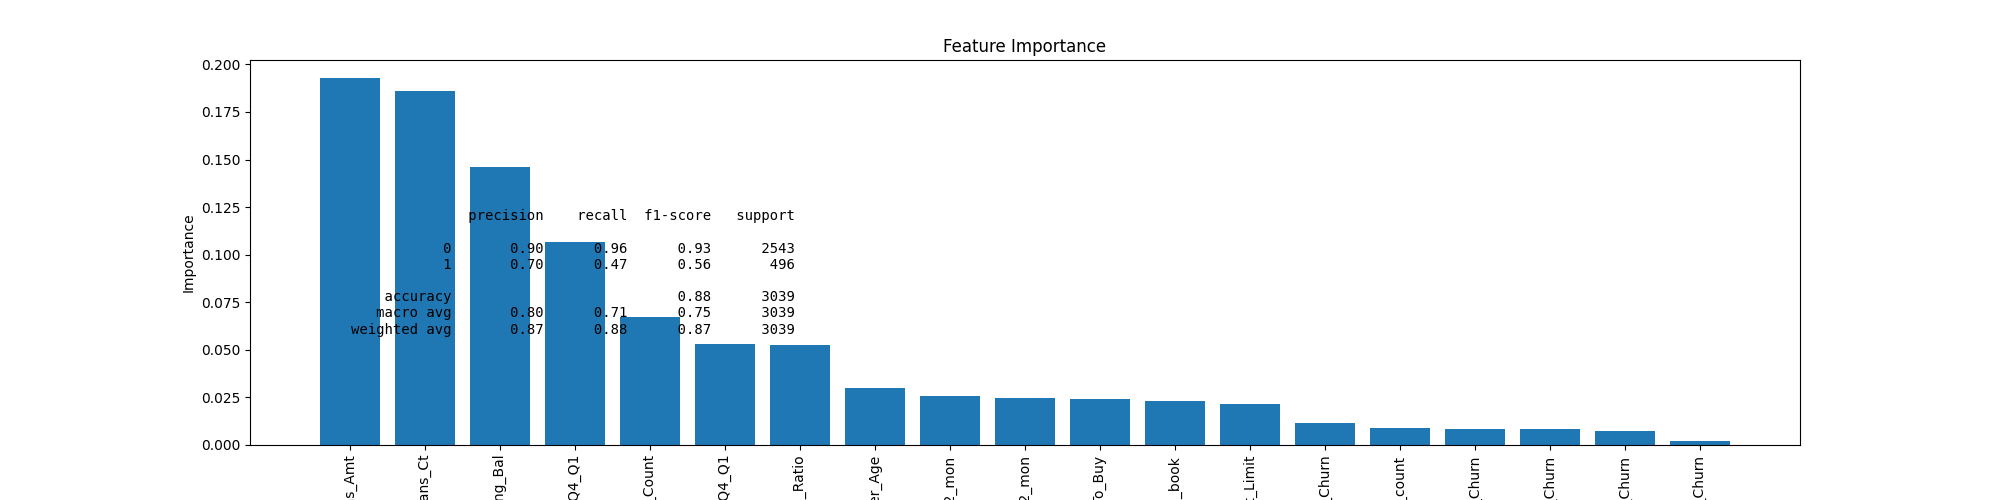 Feature Importance
0.200
0.175
0.150
0.125
0.100
0.075
0.050
0.025
0.000
Importance
precision recall f1-score support
0 0.90 0.96 0.93 2543
1 0.70 0.47 0.56 496
accuracy 0.88 3039
macro avg 0.80 0.71 0.75 3039
weighted avg 0.87 0.88 0.87 3039
s_Amt
ans_Ct
ng_Bal
Q4_Q1
_Count
Q4_Q1
_Ratio
er_Age
2_mon
2_mon
To_Buy
_book
_Limit
_Churn
_count
_Churn
_Churn
_Churn
_Churn